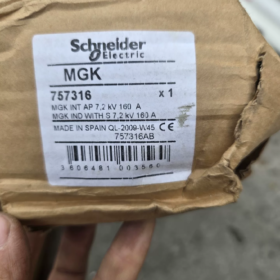 Schneider
Electric
MGK
757316 x 1
MGK INT AP 7,2 kV 160 A
MGK IND WITH S 7,2 kV 160 A
MADE IN SPAIN QL-2009-W45 CE
757316AB